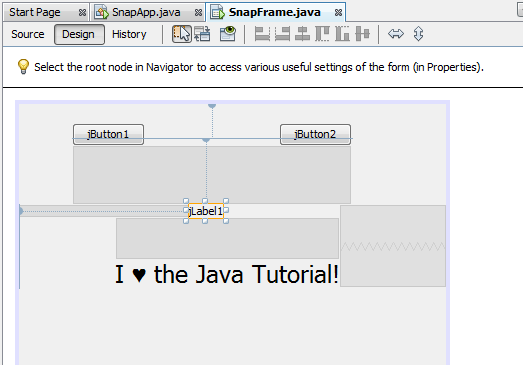 Start Page SnapApp.java SnapFrame.java
Source Design History
Select the root node in Navigator to access various useful settings of the form (in Properties).
jButton1 jButton2
jLabel1
I ♥ the Java Tutorial!